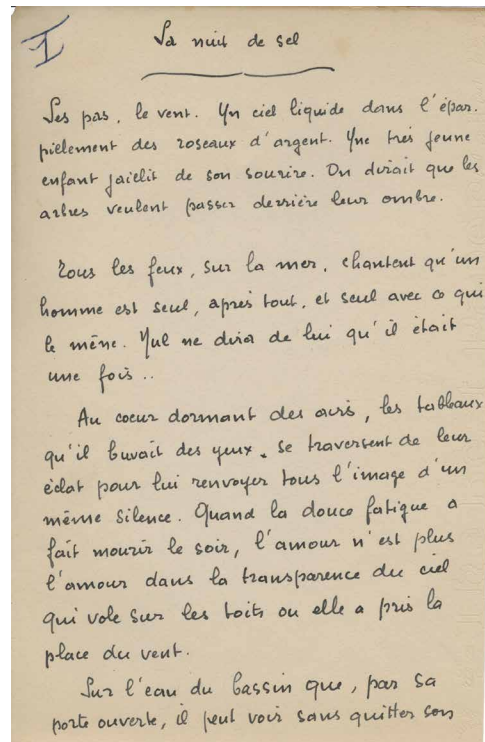 I
La nuit de sel
Les pas, le vent. Un ciel liquide dans l'épar.
pillement des roseaux d'argent. Une très jeune
enfant jaillit de son sourire. On dirait que les
arbres veulent passer derrière leur ombre.
Tous les feux, sur la mer, chantent qu'un
homme est seul, après tout, et seul avec ce qui
le mène. Nul ne dira de lui qu'il était
une fois..
Au coeur dormant des
les tableaux
qu'il buvait des yeux, se traversent de leur
éclat pour lui renvoyer tous l'image d'un
même silence. Quand la douce fatigue a
fait mourir le soir, l'amour n'est plus
l'amour dans la transparence du ciel
qui vole sur les toits où elle a pris la
place du vent.
Sur l'eau du bassin que, par sa
porte ouverte, il peut voir sans quitter son